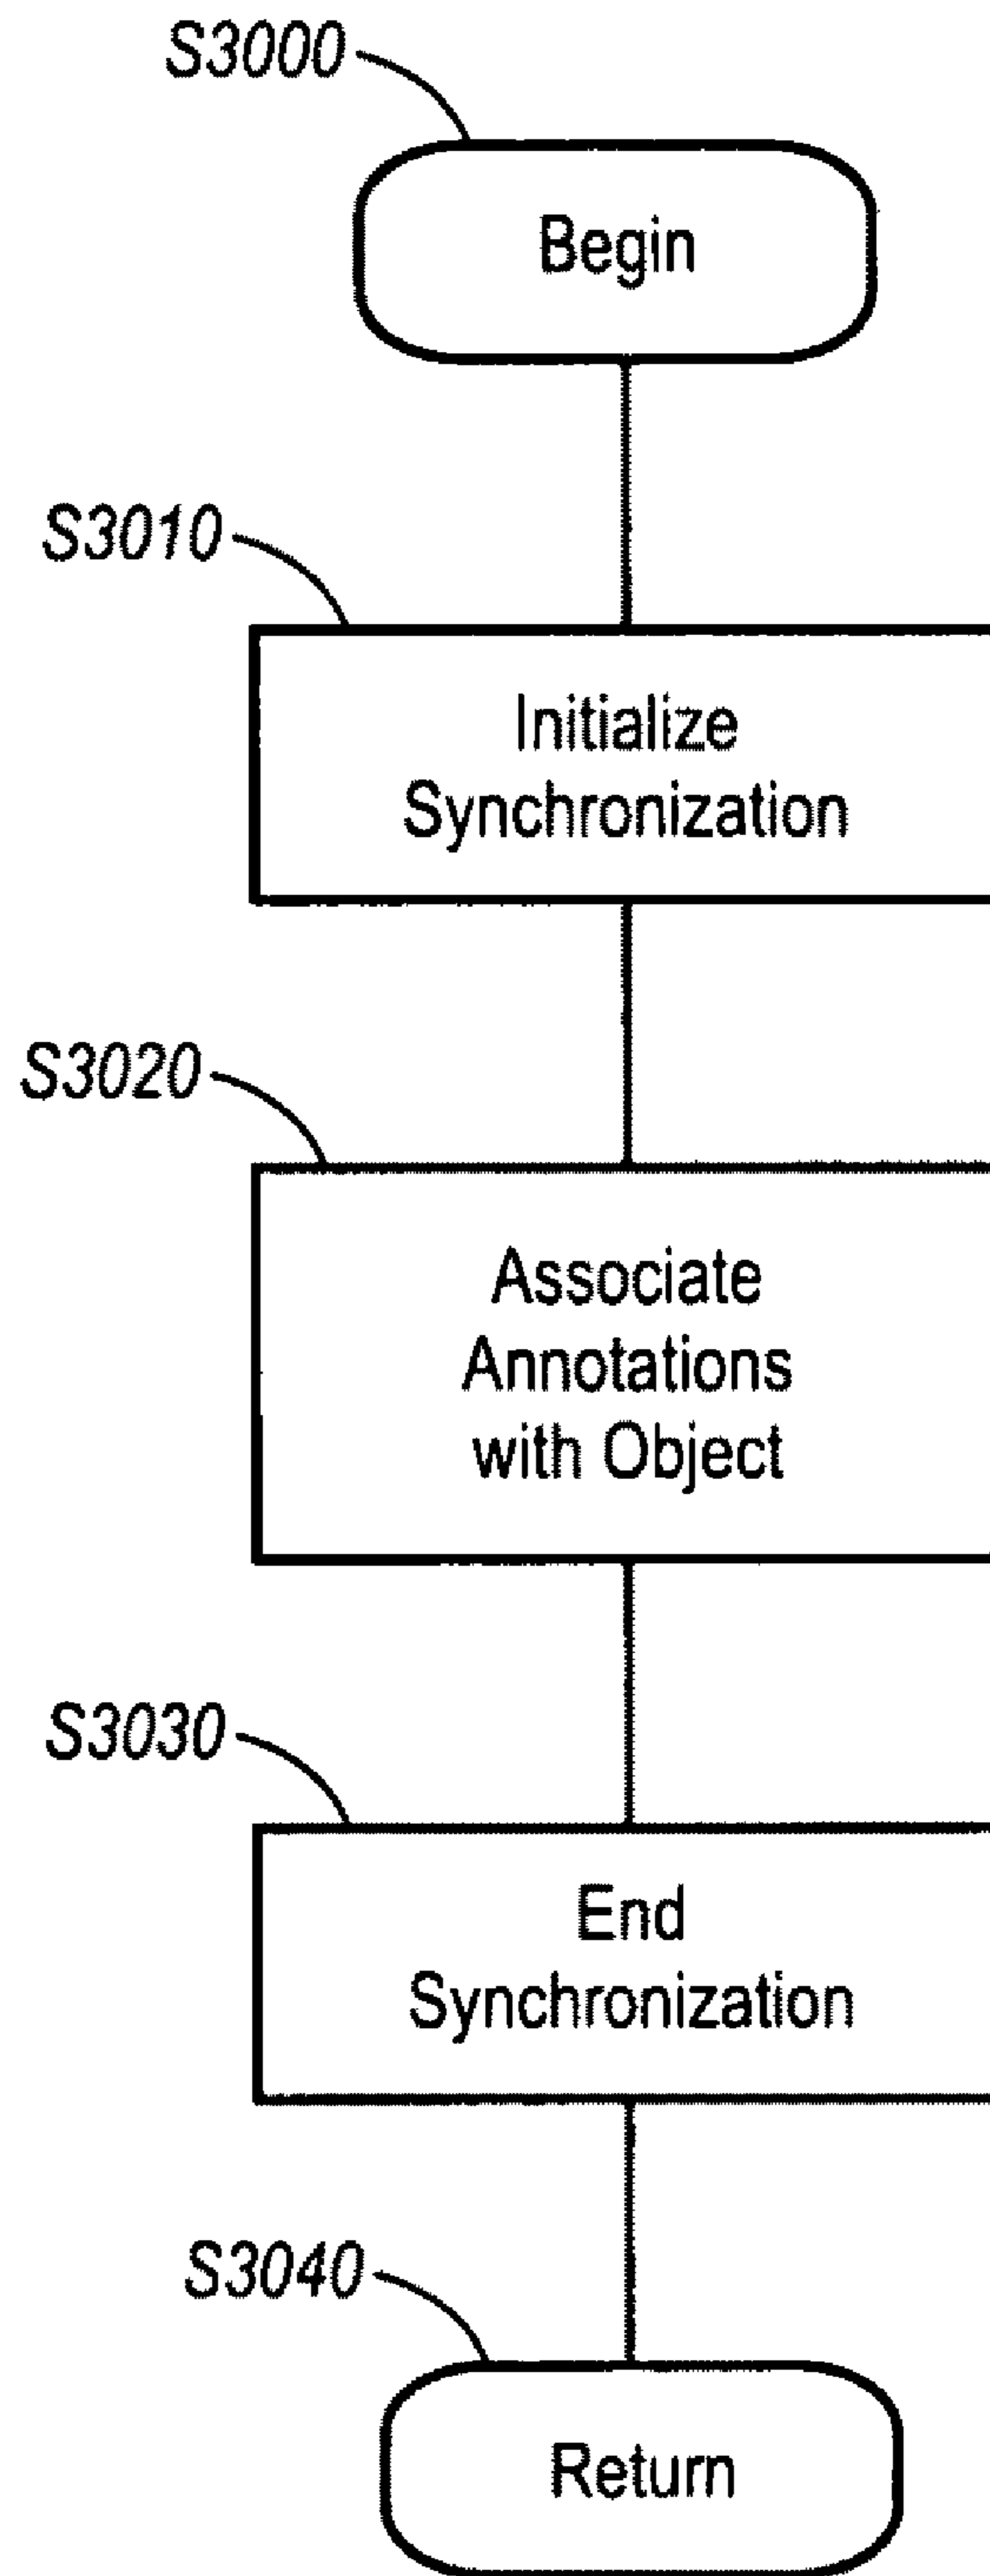 S3000
Begin
S3010
Initialize
Synchronization
S3020
Associate
Annotations
with Object
S3030
End
Synchronization
S3040
Return